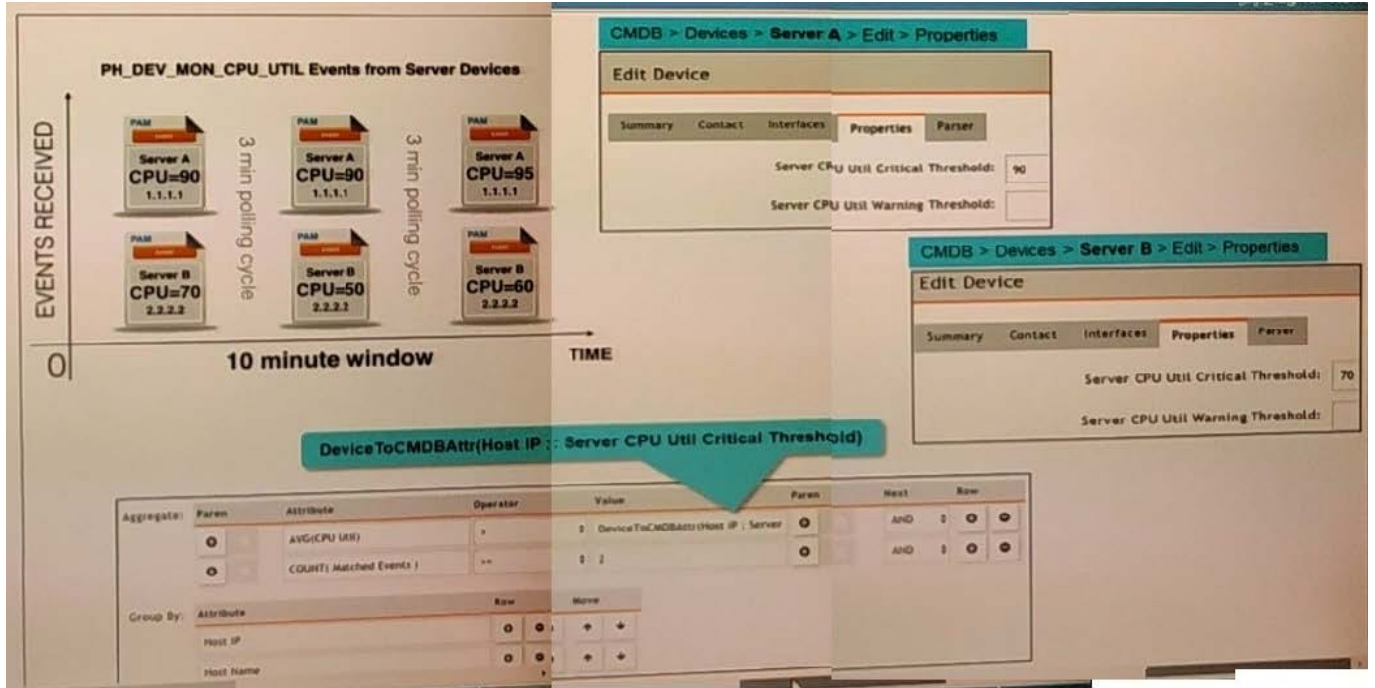 CMDB > Devices > Server A > Edit > Properties
PH_DEV_MON_CPU_UTIL Events from Server Devices
Edit Device
Summary Contact Interfaces Properties Parser
Server CPU Util Critical Threshold: 90
Server CPU Util Warning Threshold:
EVENTS RECEIVED
PAM
Server A
CPU=90
1.1.1.1
3 min polling cycle
PAM
Server A
CPU=90
1.1.1.1
3 min polling cycle
PAM
Server A
CPU=95
1.1.1.1
PAM
Server B
CPU=70
2.2.2.2
PAM
Server B
CPU=50
2.2.2.2
PAM
Server B
CPU=60
2.2.2.2
0
10 minute window
TIME
CMDB > Devices > Server B > Edit > Properties
Edit Device
Summary Contact Interfaces Properties Parser
Server CPU Util Critical Threshold: 70
Server CPU Util Warning Threshold:
DeviceToCMDBAttr(Host IP : : Server CPU Util Critical Threshold)
Aggregate: Paren Attribute Operator Value Paren Next Row
AVG(CPU Util) > DeviceToCMDBAttr(Host IP : Server AND
COUNT( Matched Events ) >= 2 AND
Group By: Attribute Row Move
Host IP
Host Name